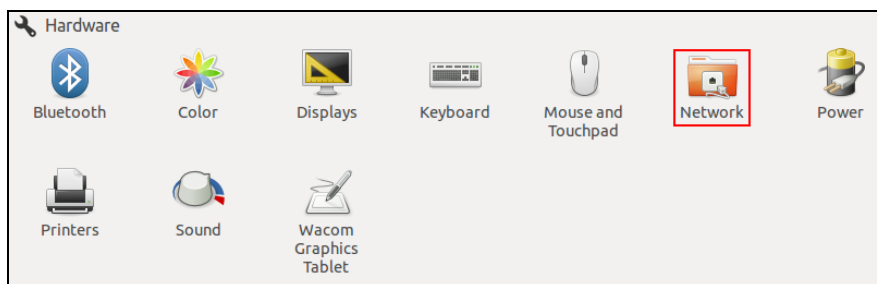 Hardware
Bluetooth
Color
Displays
Keyboard
Mouse and
Touchpad
Network
Power
Printers
Sound
Wacom
Graphics
Tablet